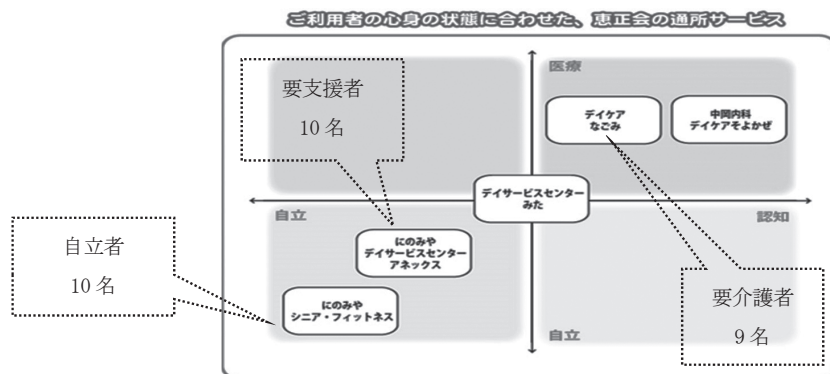 ご利用者の心身の状態に合わせた、恵正会の通所サービス
医療
要支援者
10 名
デイケア
なごみ
中岡内科
デイケアそよかぜ
デイサービスセンター
みた
自立
認知
にのみや
デイサービスセンター
アネックス
自立者
10 名
にのみや
シニア・フィットネス
要介護者
9 名
自立